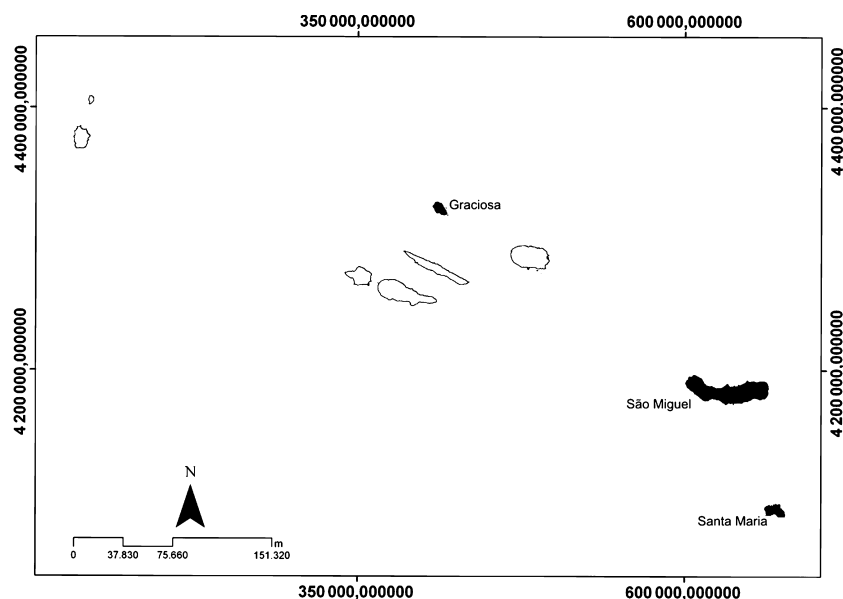 350 000,000000 600 000,000000
4 400 000,000000
4 400 000.000000
Graciosa
4 200 000,000000
4 200 000.000000
São Miguel
Santa Maria
N
m
0 37.830 75.660 151.320
350 000,000000 600 000,000000